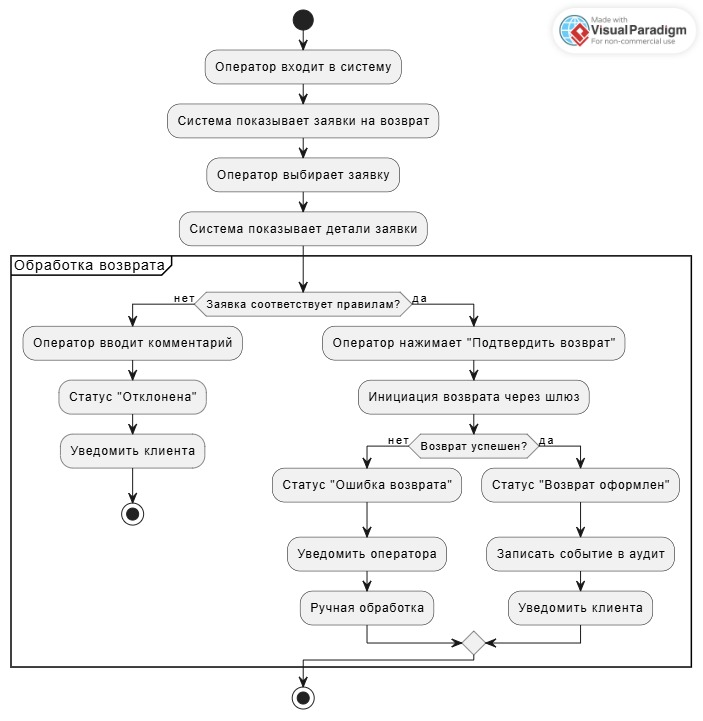 Made with
VisualParadigm
For non-commercial use
Оператор входит в систему
Система показывает заявки на возврат
Оператор выбирает заявку
Система показывает детали заявки
Обработка возврата
нет
Заявка соответствует правилам?
да
Оператор вводит комментарий
Статус "Отклонена"
Уведомить клиента
Оператор нажимает "Подтвердить возврат"
Инициация возврата через шлюз
нет
Возврат успешен?
да
Статус "Ошибка возврата"
Уведомить оператора
Ручная обработка
Статус "Возврат оформлен"
Записать событие в аудит
Уведомить клиента